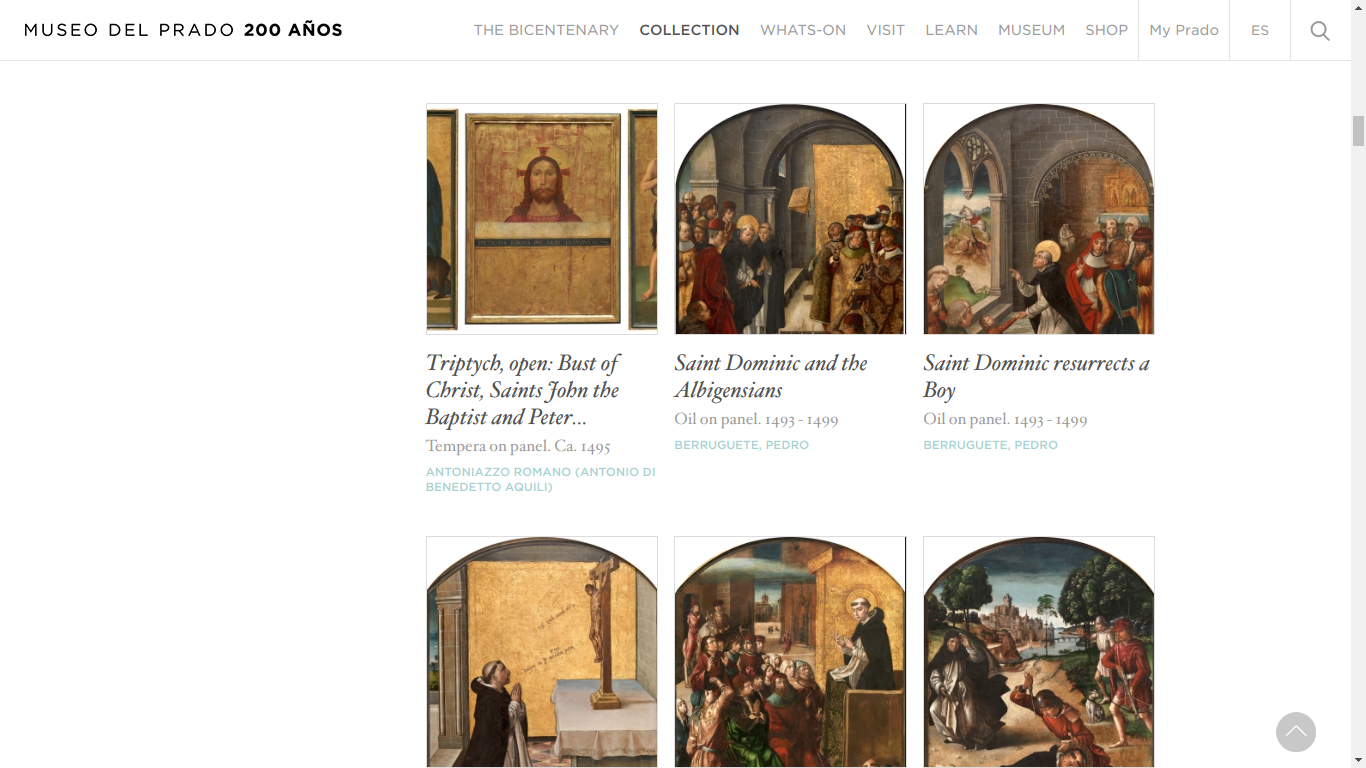 MUSEO DEL PRADO 200 AÑOS
THE BICENTENARY
COLLECTION
WHATS-ON
VISIT
LEARN
MUSEUM
SHOP
My Prado
ES
Triptych, open: Bust of
Christ, Saints John the
Baptist and Peter...
Tempera on panel. Ca. 1495
ANTONIAZZO ROMANO (ANTONIO DI
BENEDETTO AQUILI)
Saint Dominic and the
Albigensians
Oil on panel. 1493 - 1499
BERRUGUETE, PEDRO
Saint Dominic resurrects a
Boy
Oil on panel. 1493 - 1499
BERRUGUETE, PEDRO